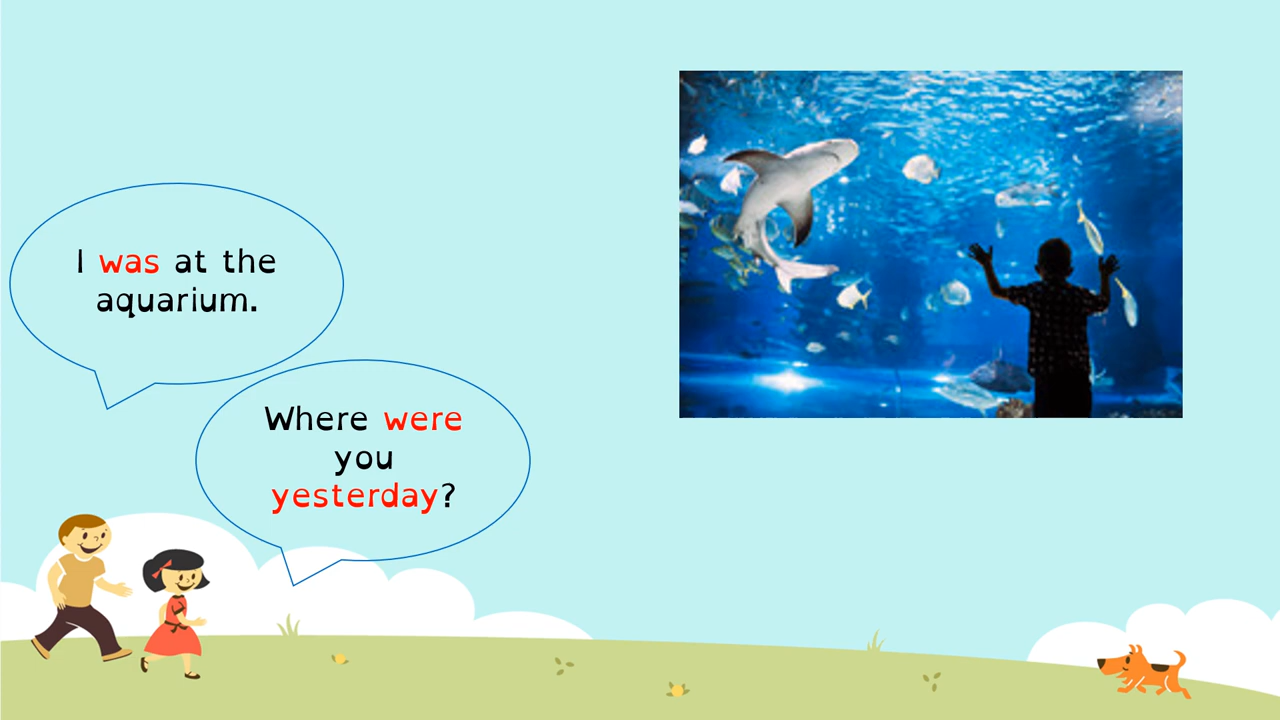 I was at the
aquarium.
Where were
you
yesterday?